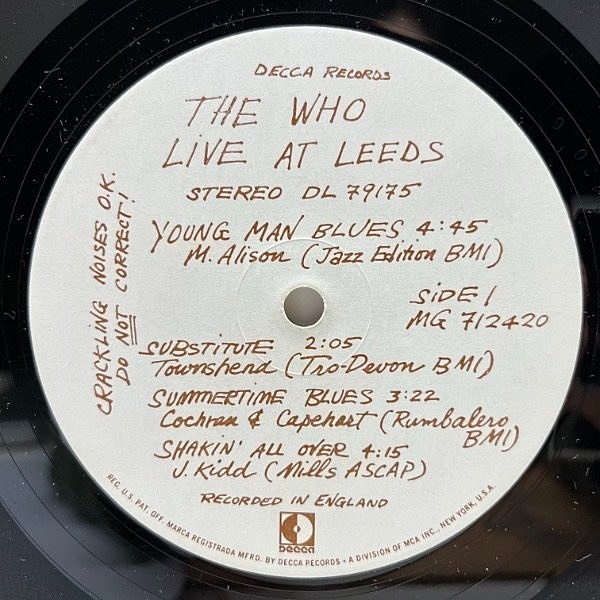 DECCA RECORDS
THE WHO
LIVE AT LEEDS
STEREO DL 79175
YOUNG MAN BLUES 4:45
M. Alison (Jazz Edition BMI)
SIDE 1
MG 712420
SUBSTITUTE 2:05
Townshend (Tro-Devon BMI)
SUMMERTIME BLUES 3:22
Cochran & Capehart (Rumbalero
BMI)
SHAKIN' ALL OVER 4:15
J. Kidd (Mills ASCAP)
RECORDED IN ENGLAND
CRACKLING NOISES O.K.
DO NOT CORRECT!
decca
REG. U.S. PAT. OFF. MARCA REGISTRADA MFRD. BY DECCA RECORDS • A DIVISION OF MCA INC., NEW YORK, U.S.A.